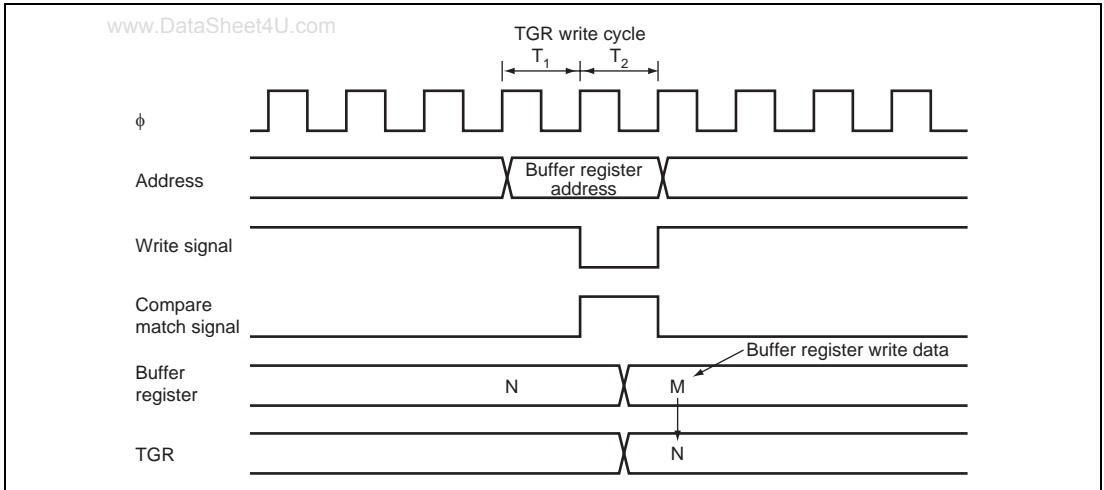 www.DataSheet4U.com
TGR write cycle
T1 T2
ϕ
Address
Buffer register
address
Write signal
Compare
match signal
Buffer register write data
Buffer
register
N
M
TGR
N